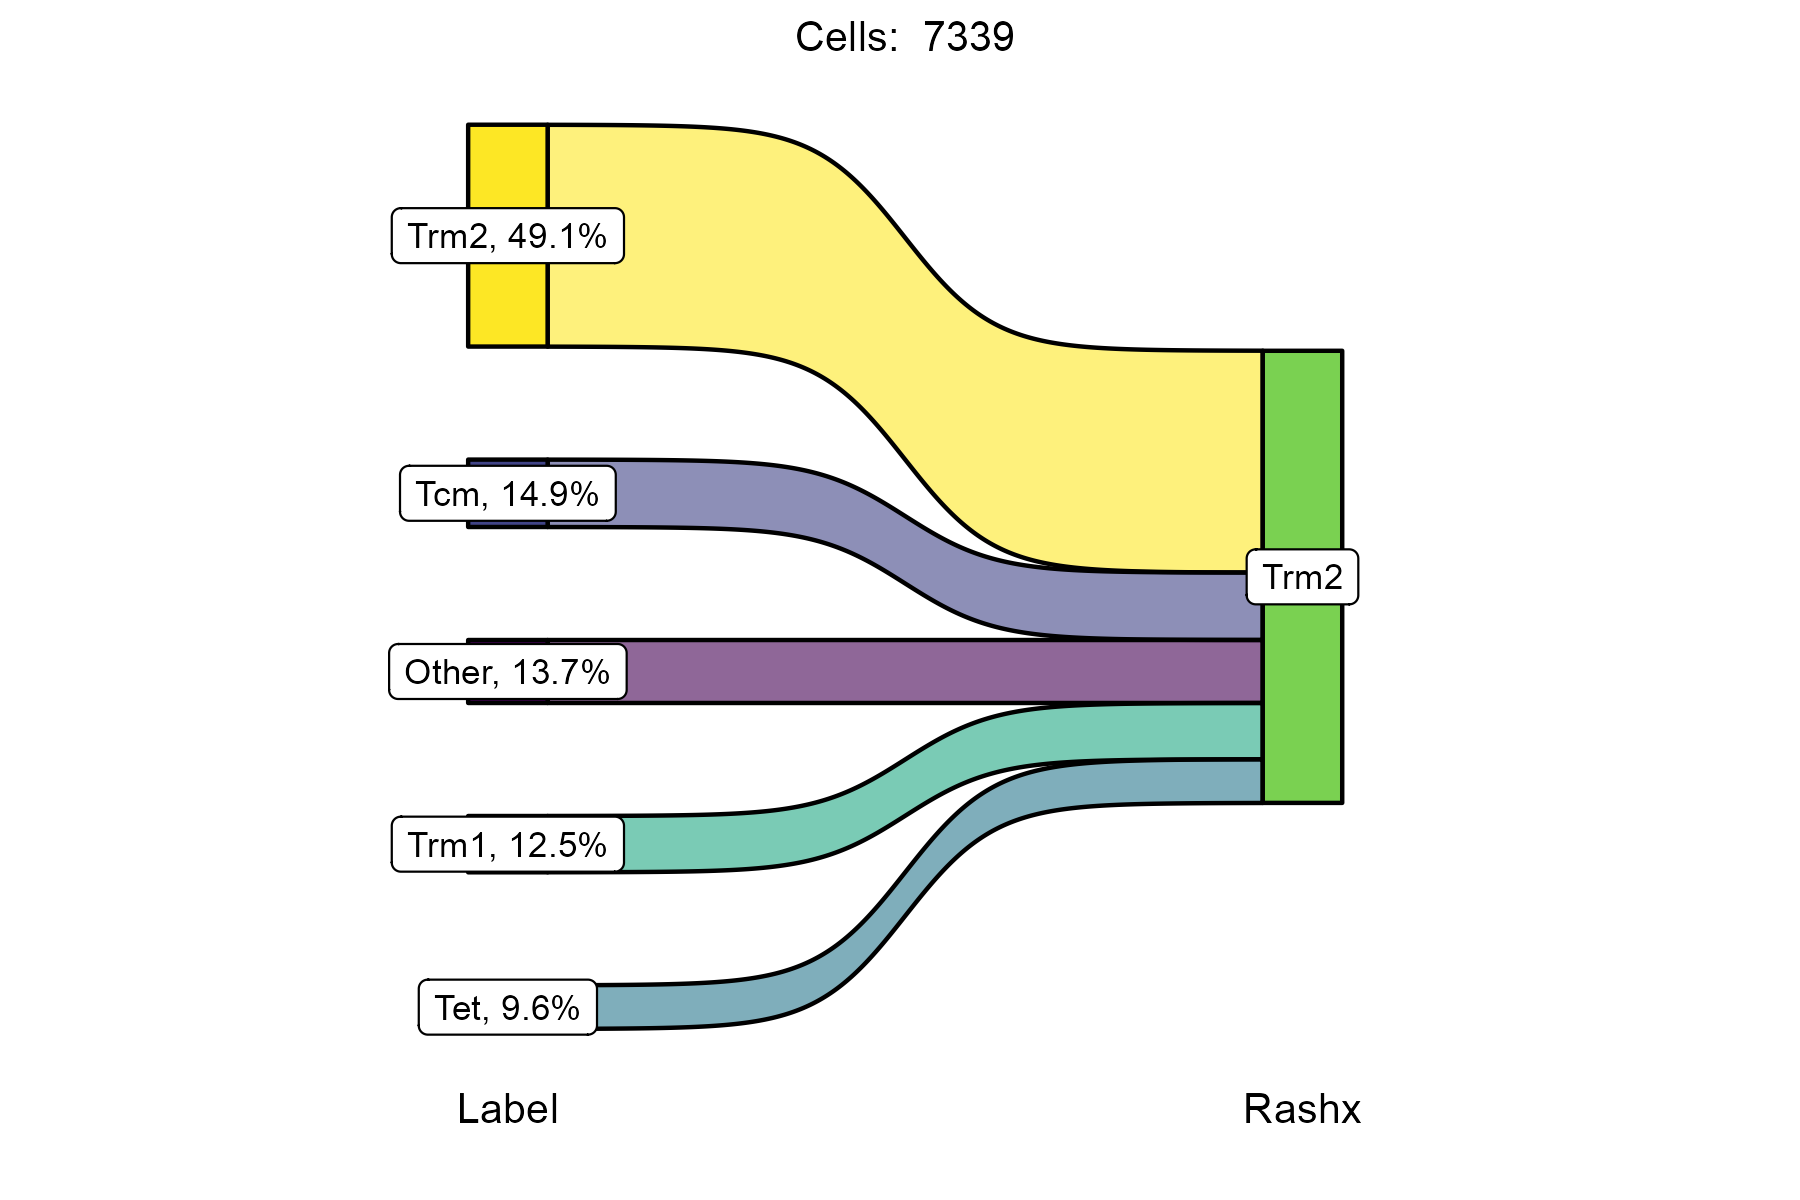 Cells:  7339
Trm2, 49.1%
Tcm, 14.9%
Trm2
Other, 13.7%
Trm1, 12.5%
Tet, 9.6%
Label
Rashx